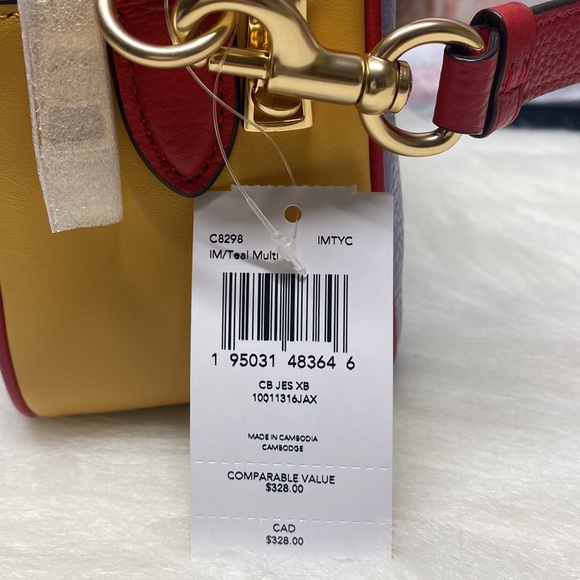 C8298 IMTYC
IM/Teal Multi
1 95031 48364 6
CB JES XB
10011316JAX
MADE IN CAMBODIA
CAMBODGE
COMPARABLE VALUE
$328.00
CAD
$328.00